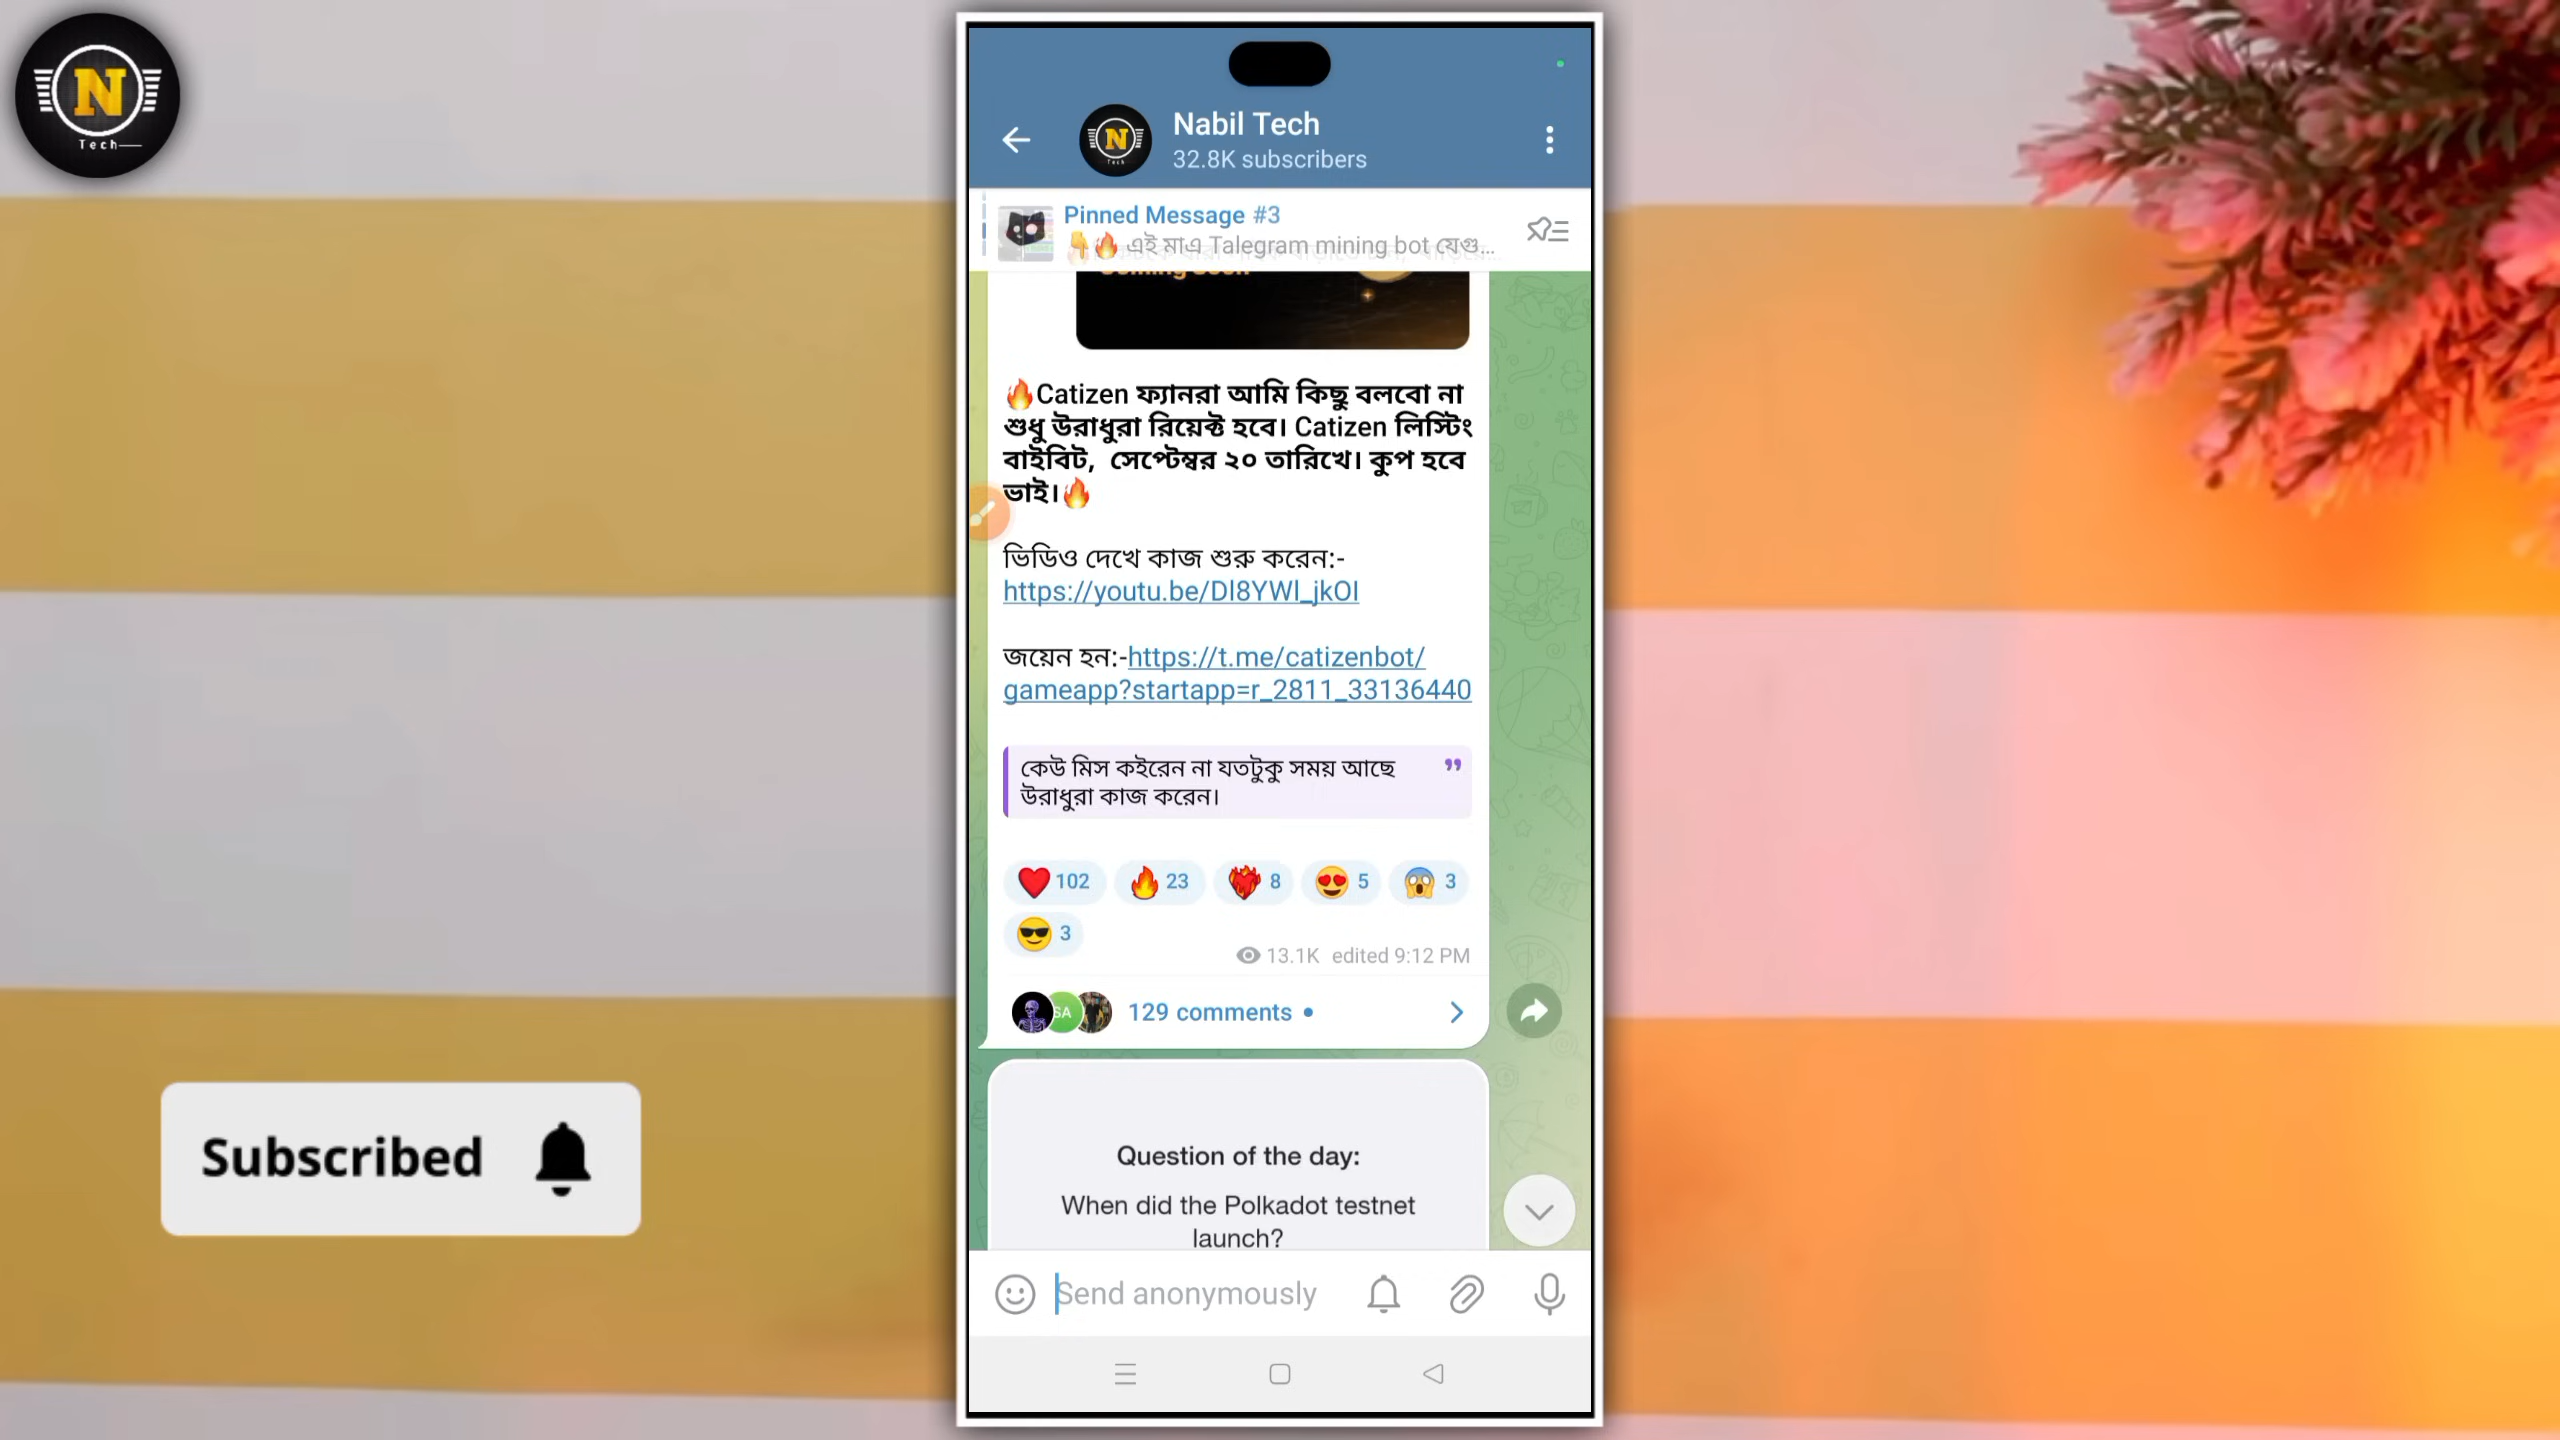 N
Tech
N
Tech
Nabil Tech
32.8K subscribers
Pinned Message #3
👇🔥 এই মাএ Talegram mining bot যেগু...
🔥Catizen ফ্যানরা আমি কিছু বলবো না
শুধু উরাধুরা রিয়েক্ট হবে। Catizen লিস্টিং
বাইবিট, সেপ্টেম্বর ২০ তারিখে। কুপ হবে
ভাই।🔥
ভিডিও দেখে কাজ শুরু করেন:-
https://youtu.be/Dl8YWl_jkOI
জয়েন হন:-https://t.me/catizenbot/
gameapp?startapp=r_2811_33136440
কেউ মিস কইরেন না যতটুকু সময় আছে
উরাধুরা কাজ করেন।
❤️ 102 🔥 23 ❤️‍🔥 8 😍 5 😱 3
😎 3
13.1K edited 9:12 PM
SA
129 comments
Subscribed
Question of the day:
When did the Polkadot testnet
launch?
Send anonymously